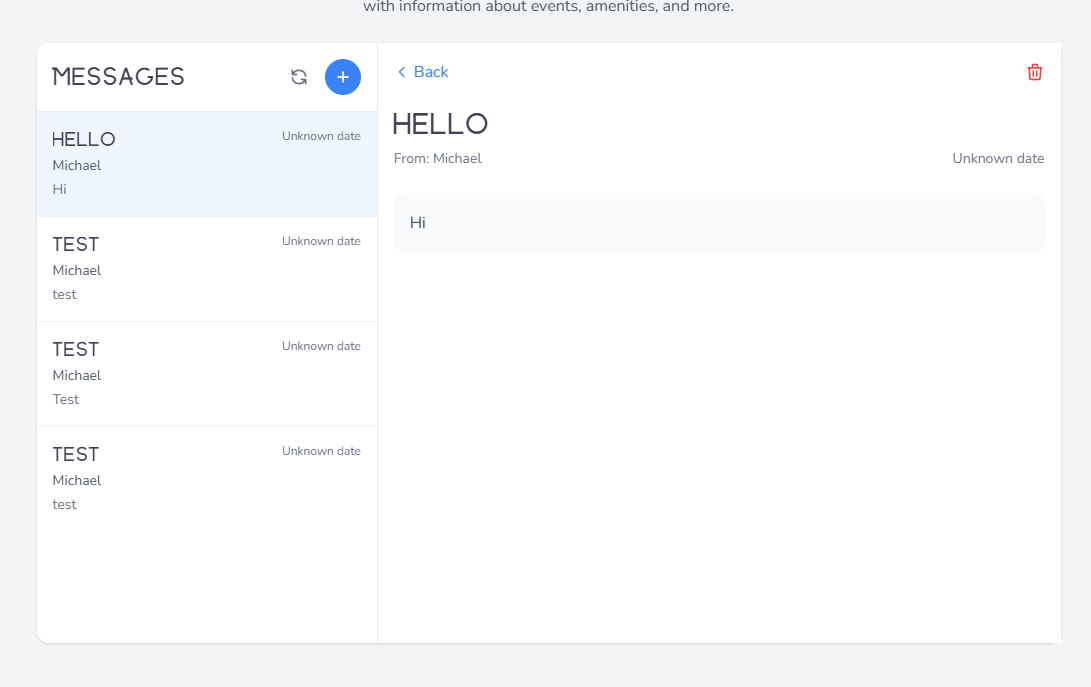 with information about events, amenities, and more.
MESSAGES
HELLO
Unknown date
Michael
Hi
TEST
Unknown date
Michael
test
TEST
Unknown date
Michael
Test
TEST
Unknown date
Michael
test
Back
HELLO
From: Michael
Unknown date
Hi